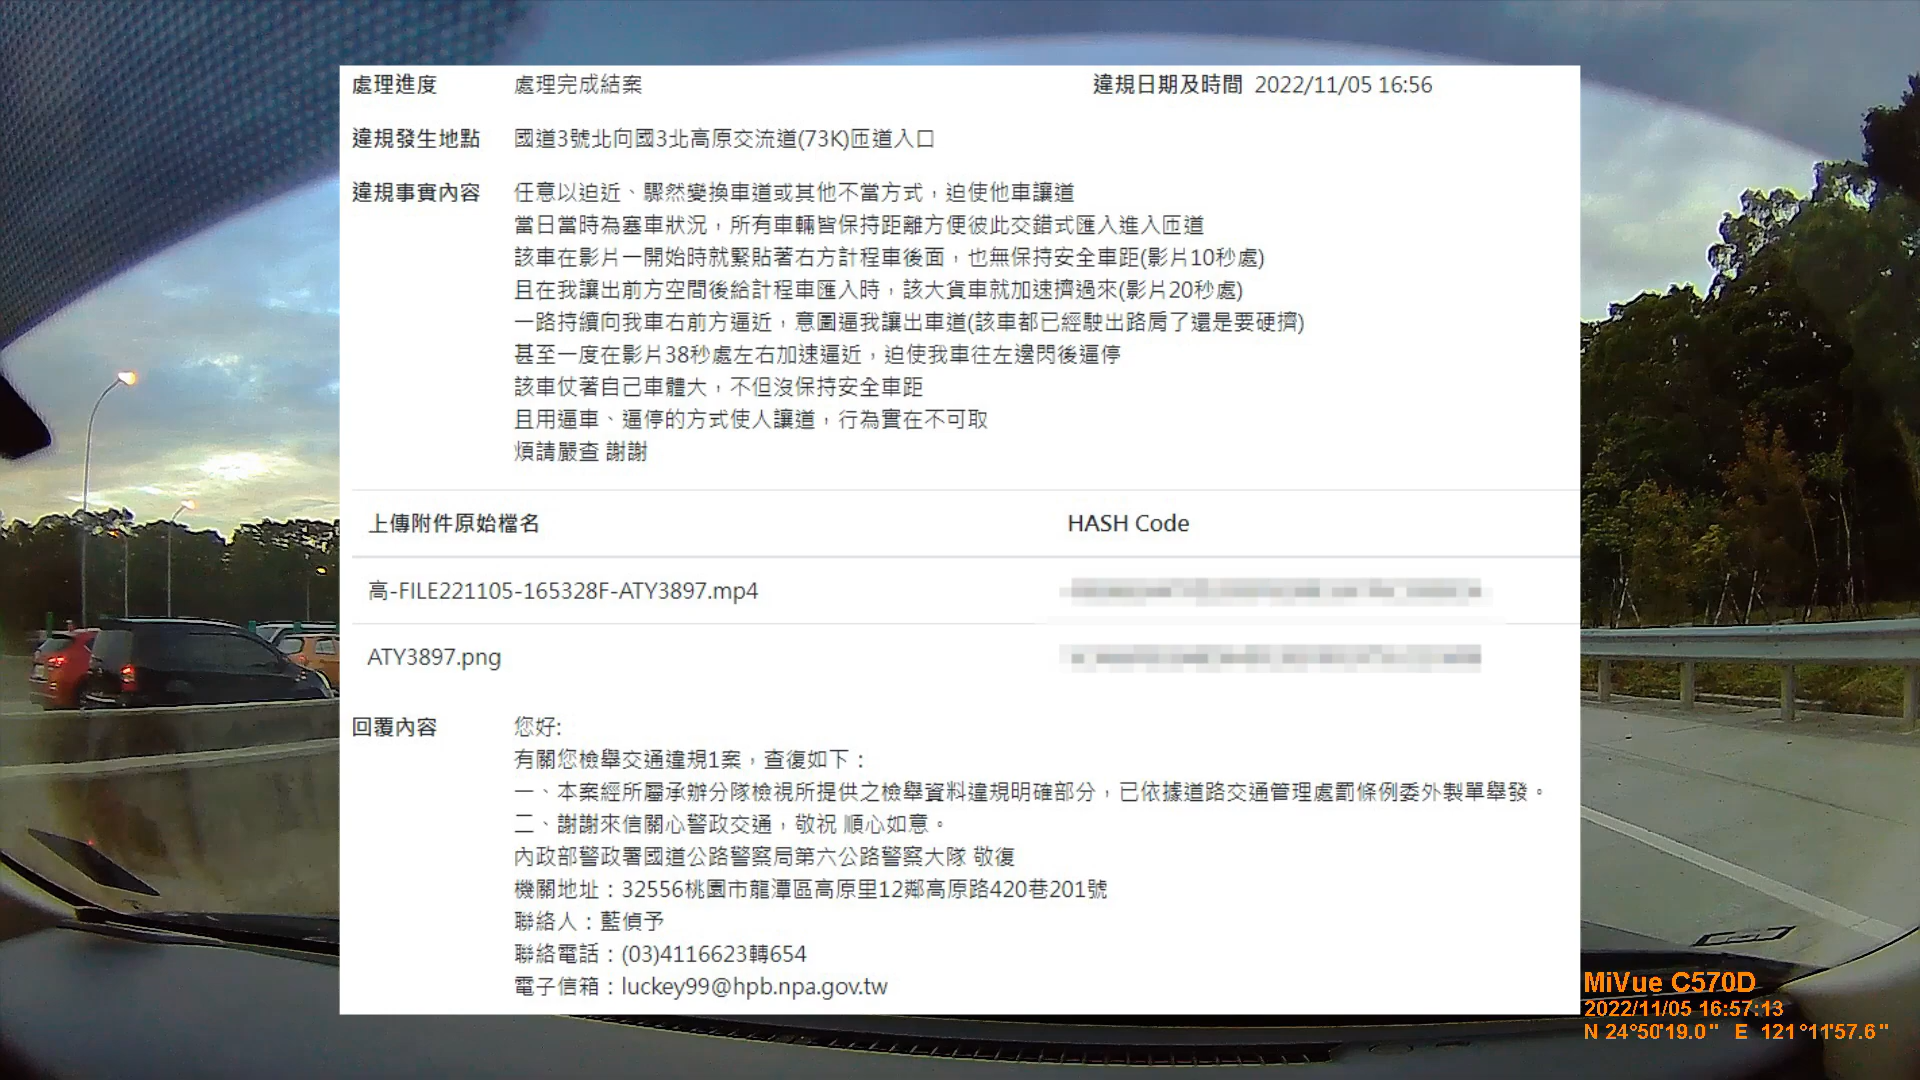 處理進度 處理完成結案 違規日期及時間 2022/11/05 16:56
違規發生地點 國道3號北向國3北高原交流道(73K)匝道入口
違規事實內容 任意以迫近、驟然變換車道或其他不當方式，迫使他車讓道
當日當時為塞車狀況，所有車輛皆保持距離方便彼此交錯式匯入進入匝道
該車在影片一開始時就緊貼著右方計程車後面，也無保持安全車距(影片10秒處)
且在我讓出前方空間後給計程車匯入時，該大貨車就加速擠過來(影片20秒處)
一路持續向我車右前方逼近，意圖逼我讓出車道(該車都已經駛出路肩了還是要硬擠)
甚至一度在影片38秒處左右加速逼近，迫使我車往左邊閃後逼停
該車仗著自己車體大，不但沒保持安全車距
且用逼車、逼停的方式使人讓道，行為實在不可取
煩請嚴查 謝謝
上傳附件原始檔名 HASH Code
高-FILE221105-165328F-ATY3897.mp4
ATY3897.png
回覆內容 您好:
有關您檢舉交通違規1案，查復如下：
一、本案經所屬承辦分隊檢視所提供之檢舉資料違規明確部分，已依據道路交通管理處罰條例委外製單舉發。
二、謝謝來信關心警政交通，敬祝 順心如意。
內政部警政署國道公路警察局第六公路警察大隊 敬復
機關地址：32556桃園市龍潭區高原里12鄰高原路420巷201號
聯絡人：藍偵予
聯絡電話：(03)4116623轉654
電子信箱：luckey99@hpb.npa.gov.tw
MiVue C570D
2022/11/05 16:57:13
N 24°50'19.0" E 121°11'57.6"